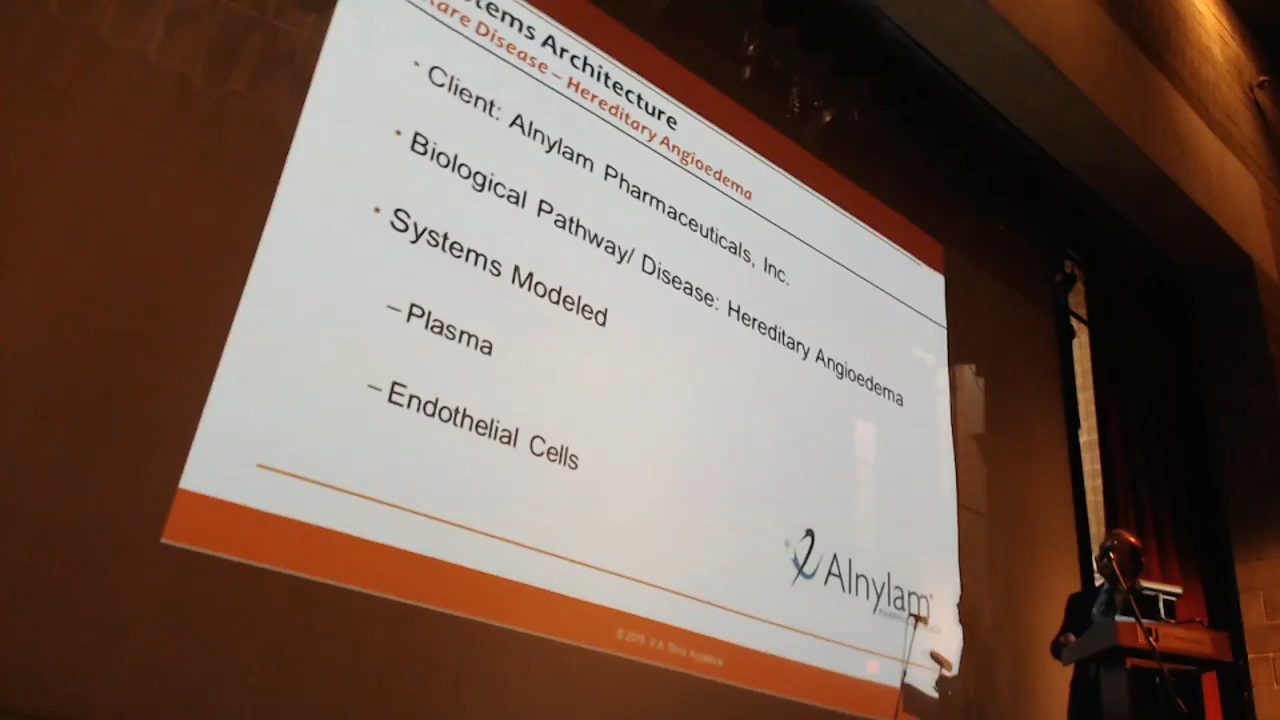 tems Architecture
Rare Disease – Hereditary Angioedema
• Client: Alnylam Pharmaceuticals, Inc.
• Biological Pathway/ Disease: Hereditary Angioedema
• Systems Modeled
– Plasma
– Endothelial Cells
Alnylam